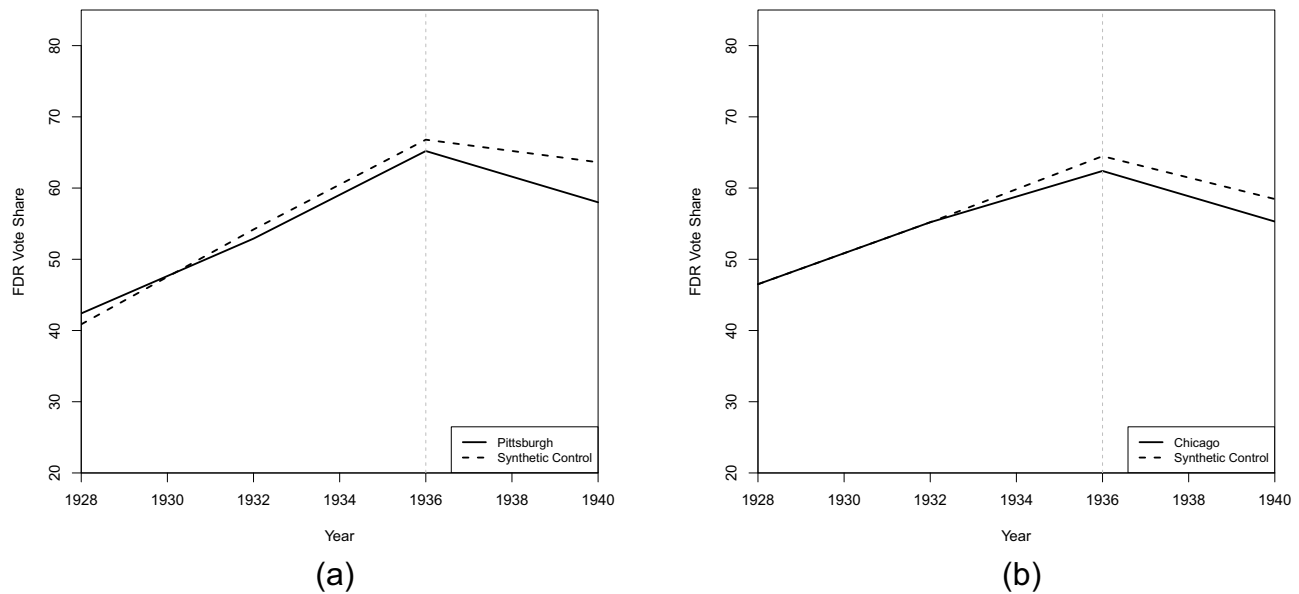 80
70
60
50
40
30
20
FDR Vote Share
Pittsburgh
Synthetic Control
1928 1930 1932 1934 1936 1938 1940
Year
(a)
80
70
60
50
40
30
20
FDR Vote Share
Chicago
Synthetic Control
1928 1930 1932 1934 1936 1938 1940
Year
(b)